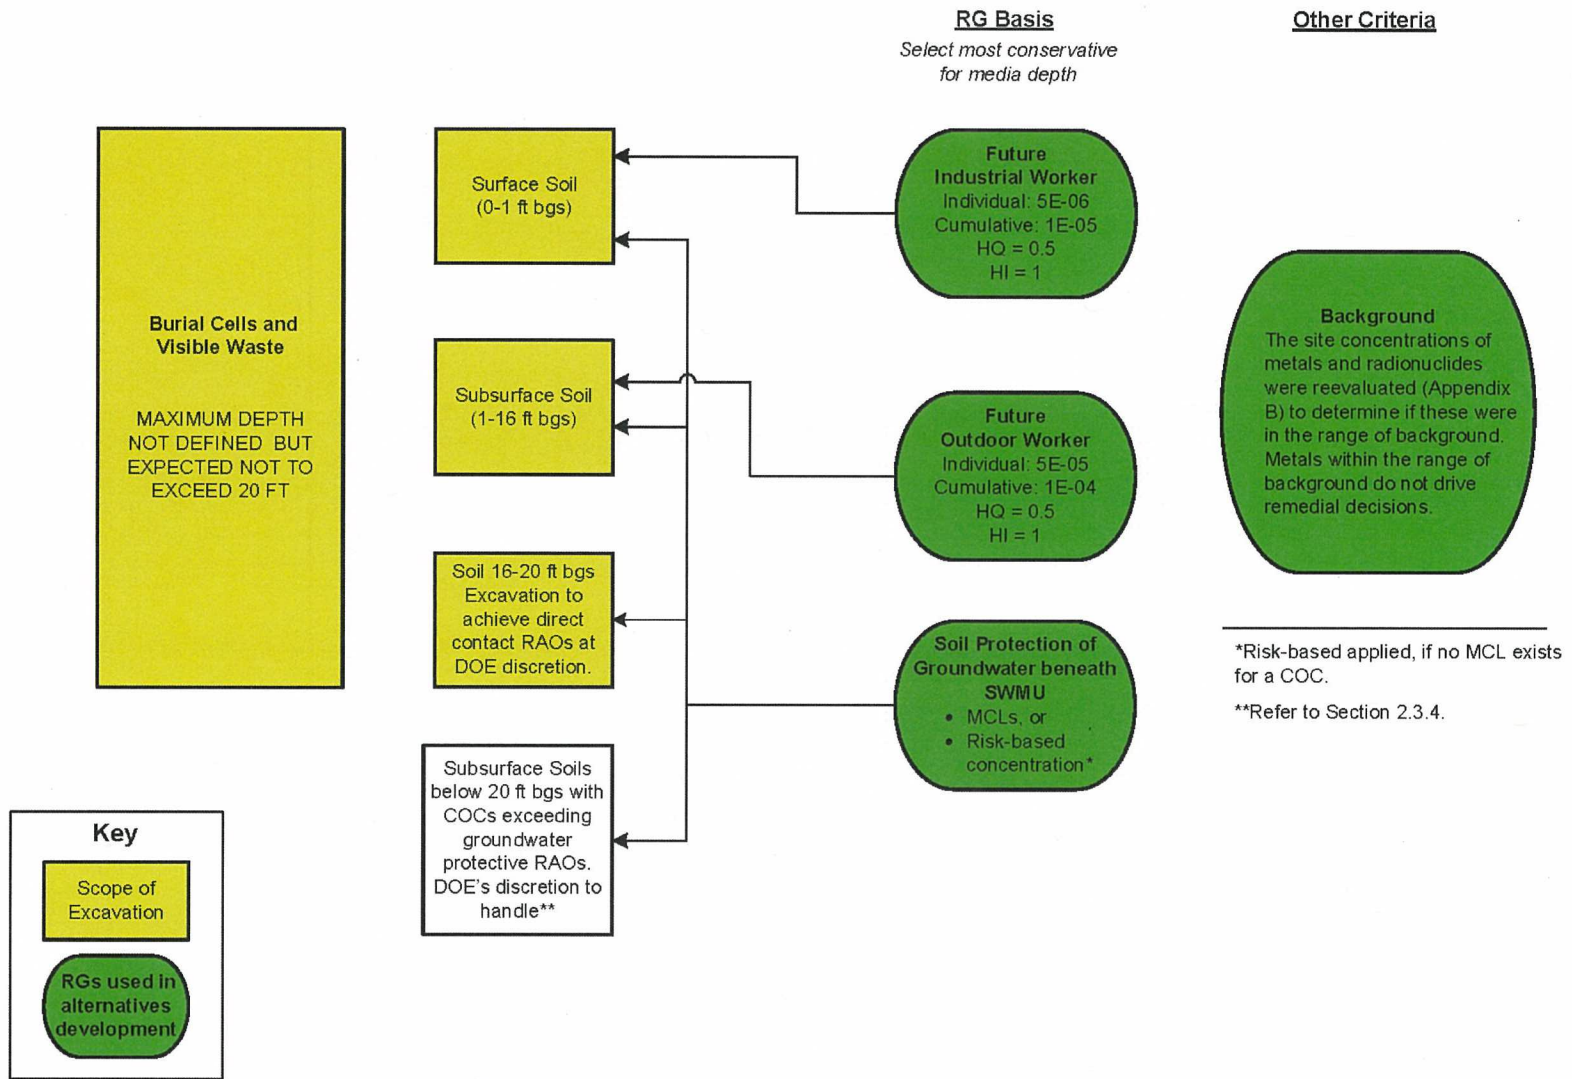 RG Basis
Select most conservative
for media depth
Other Criteria
Burial Cells and
Visible Waste
MAXIMUM DEPTH
NOT DEFINED BUT
EXPECTED NOT TO
EXCEED 20 FT
Surface Soil
(0-1 ft bgs)
Subsurface Soil
(1-16 ft bgs)
Soil 16-20 ft bgs
Excavation to
achieve direct
contact RAOs at
DOE discretion.
Subsurface Soils
below 20 ft bgs with
COCs exceeding
groundwater
protective RAOs.
DOE's discretion to
handle**
Future
Industrial Worker
Individual: 5E-06
Cumulative: 1E-05
HQ = 0.5
HI = 1
Future
Outdoor Worker
Individual: 5E-05
Cumulative: 1E-04
HQ = 0.5
HI = 1
Soil Protection of
Groundwater beneath
SWMU
• MCLs, or
• Risk-based
concentration*
Background
The site concentrations of
metals and radionuclides
were reevaluated (Appendix
B) to determine if these were
in the range of background.
Metals within the range of
background do not drive
remedial decisions.
*Risk-based applied, if no MCL exists
for a COC.
**Refer to Section 2.3.4.
Key
Scope of
Excavation
RGs used in
alternatives
development